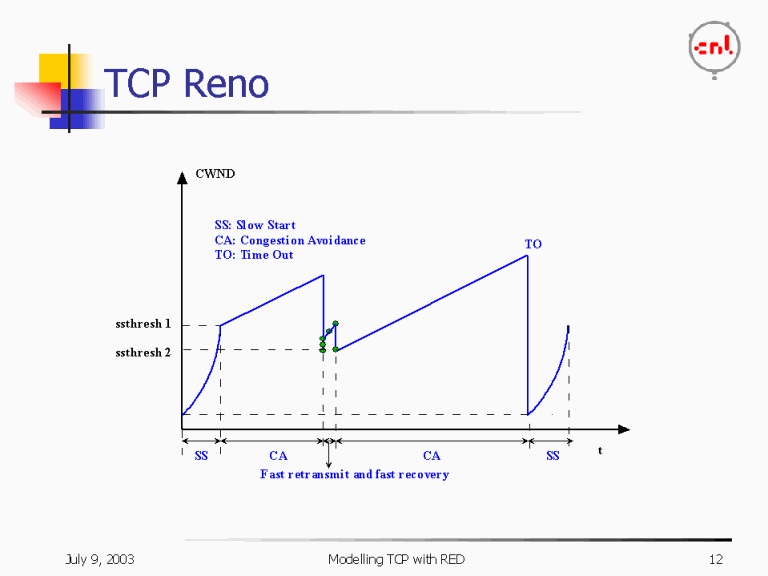 cnl
TCP Reno
CWND
SS: Slow Start
CA: Congestion Avoidance
TO: Time Out
TO
ssthresh 1
ssthresh 2
SS
CA
CA
SS
t
Fast retransmit and fast recovery
July 9, 2003
Modelling TCP with RED
12